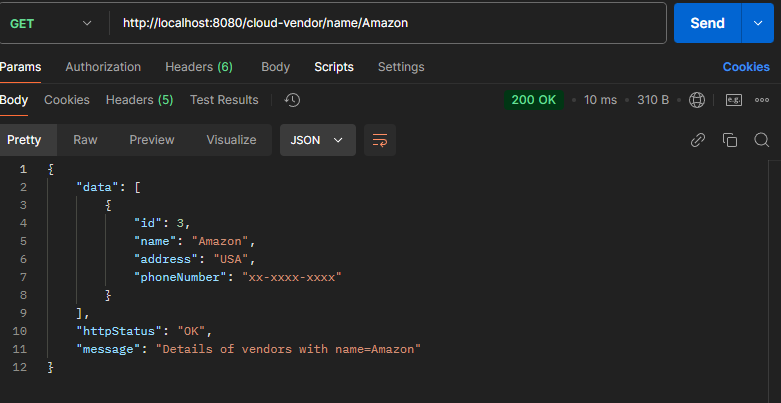 GET http://localhost:8080/cloud-vendor/name/Amazon Send
Params Authorization Headers (6) Body Scripts Settings Cookies
Body Cookies Headers (5) Test Results 200 OK • 10 ms • 310 B • e.g.
Pretty Raw Preview Visualize JSON
1 {
2 "data": [
3 {
4 "id": 3,
5 "name": "Amazon",
6 "address": "USA",
7 "phoneNumber": "xx-xxxx-xxxx"
8 }
9 ],
10 "httpStatus": "OK",
11 "message": "Details of vendors with name=Amazon"
12 }